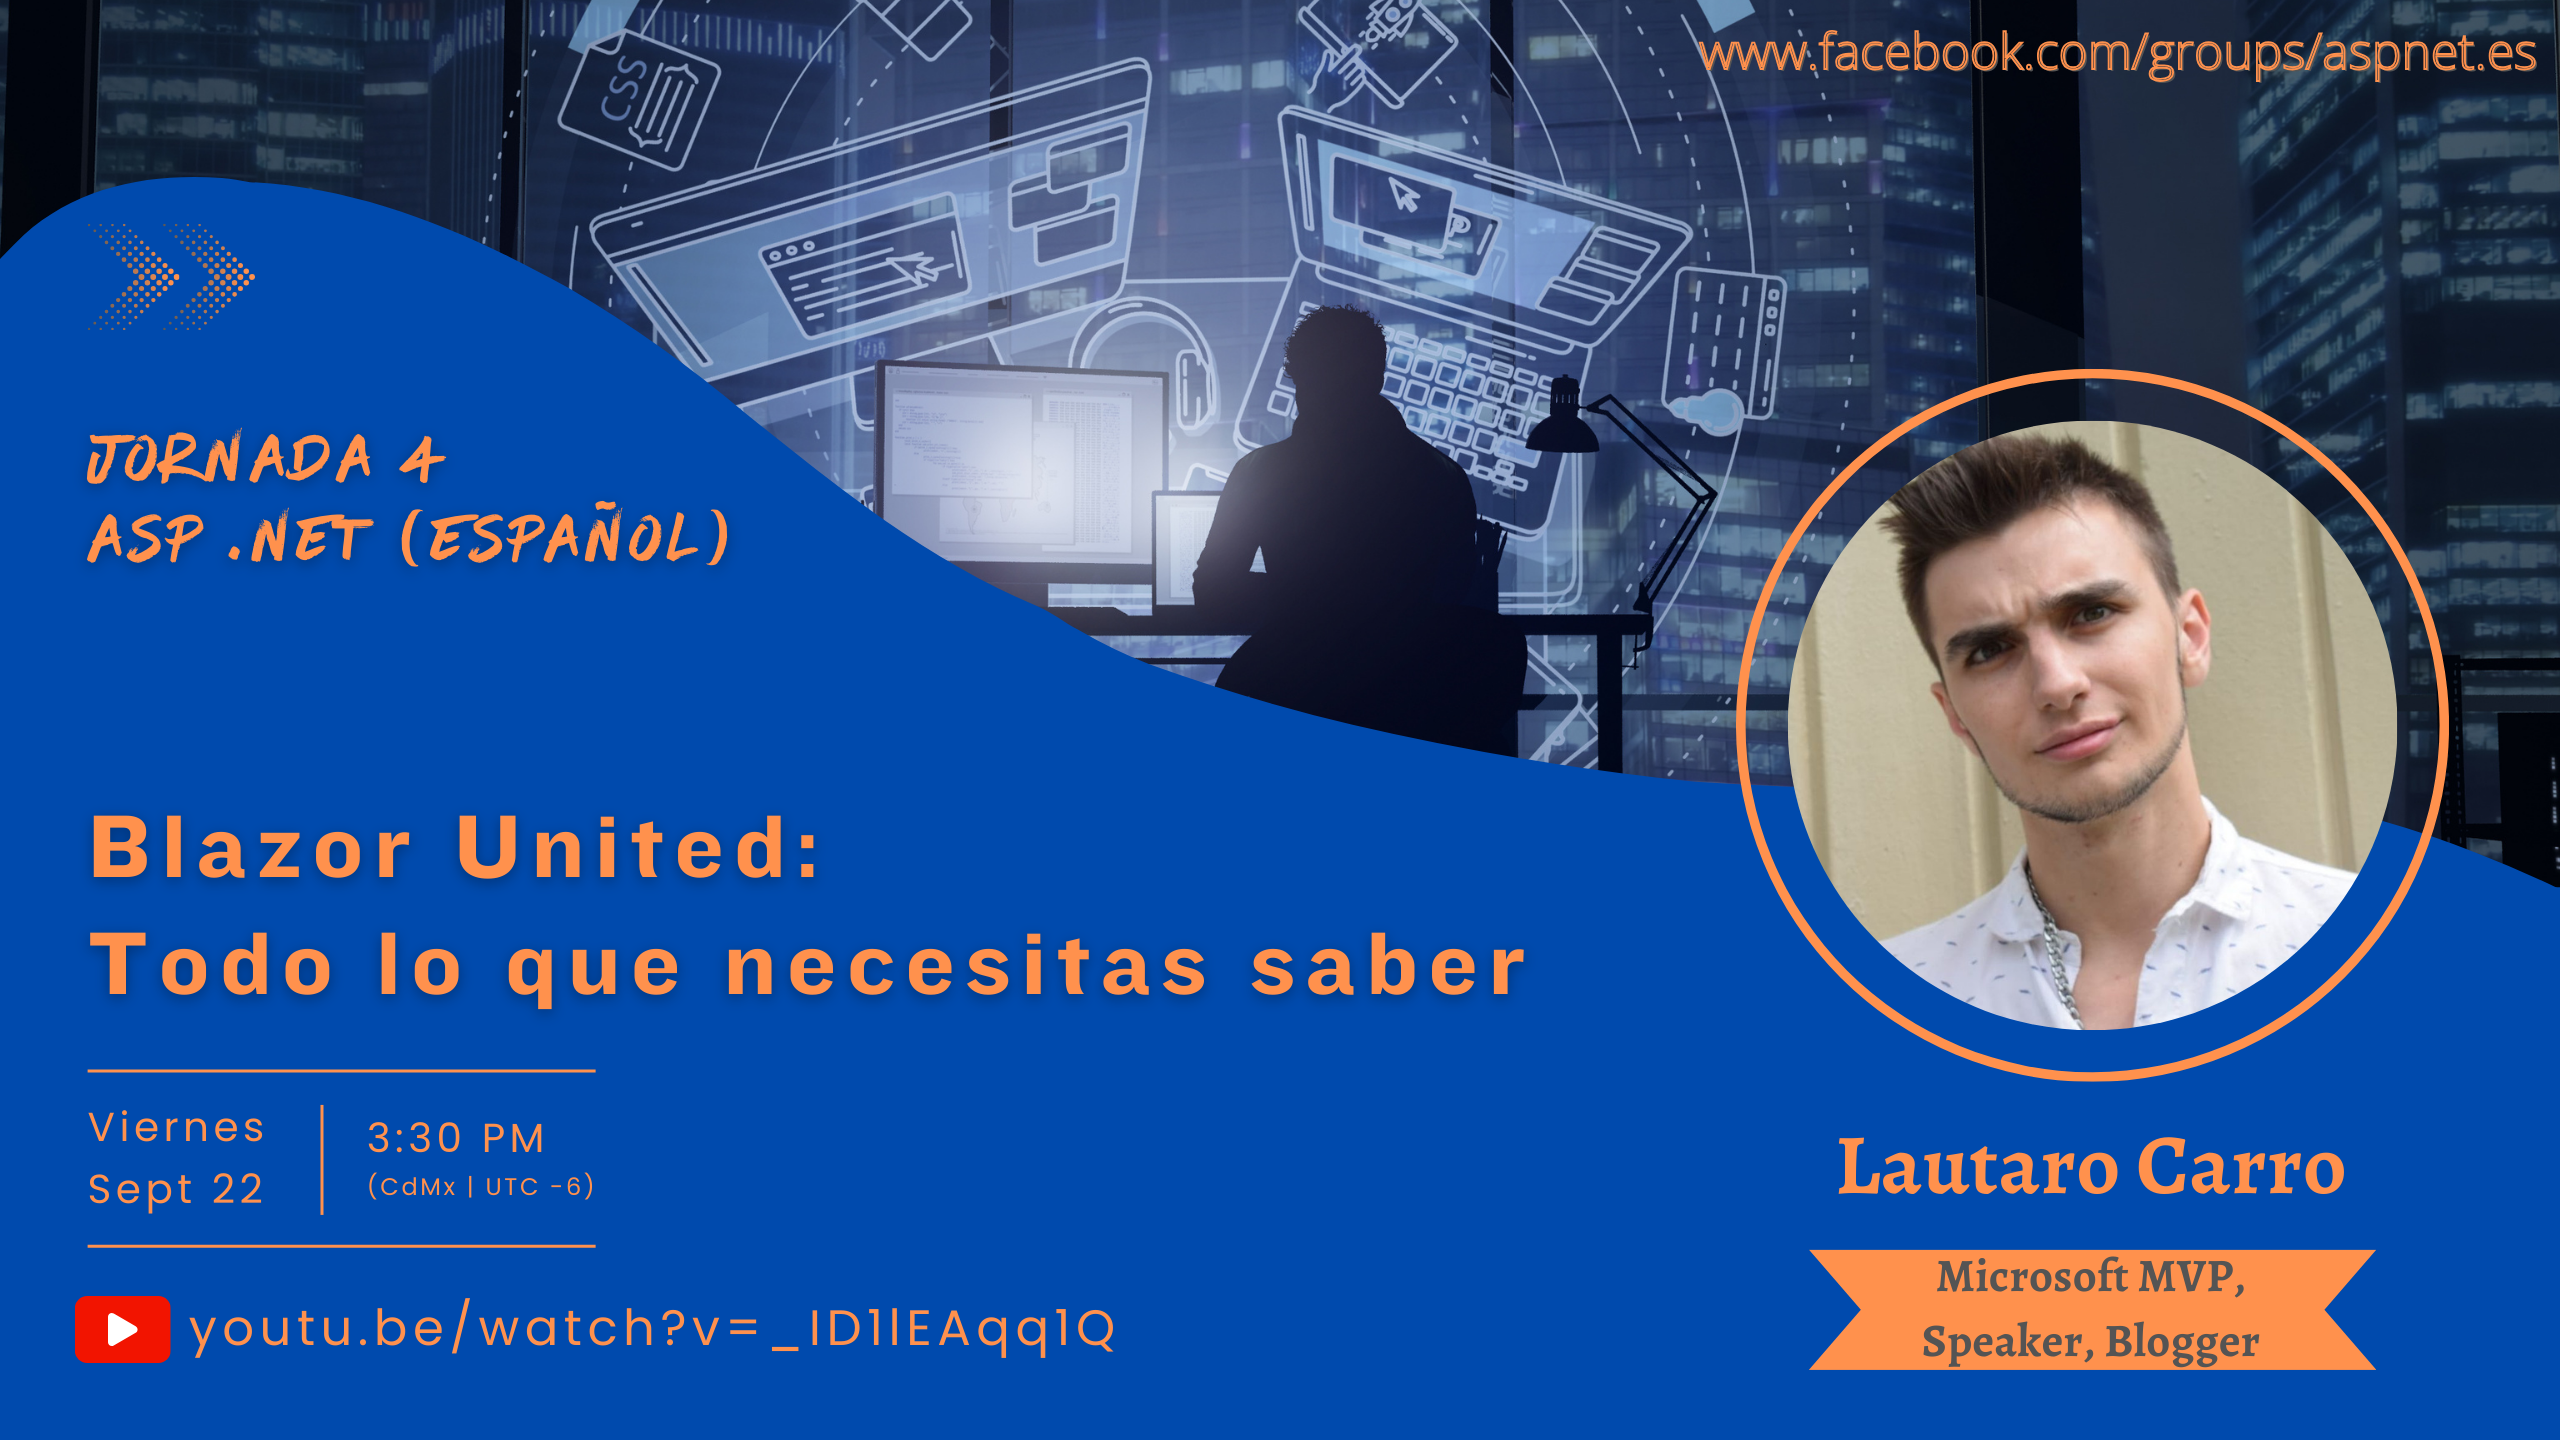 www.facebook.com/groups/aspnet.es
CSS
JORNADA 4
ASP .NET (ESPAÑOL)
Blazor United:
Todo lo que necesitas saber
Viernes
Sept 22
3:30 PM
(CdMx | UTC -6)
youtu.be/watch?v=_ID1lEAqq1Q
Lautaro Carro
Microsoft MVP,
Speaker, Blogger